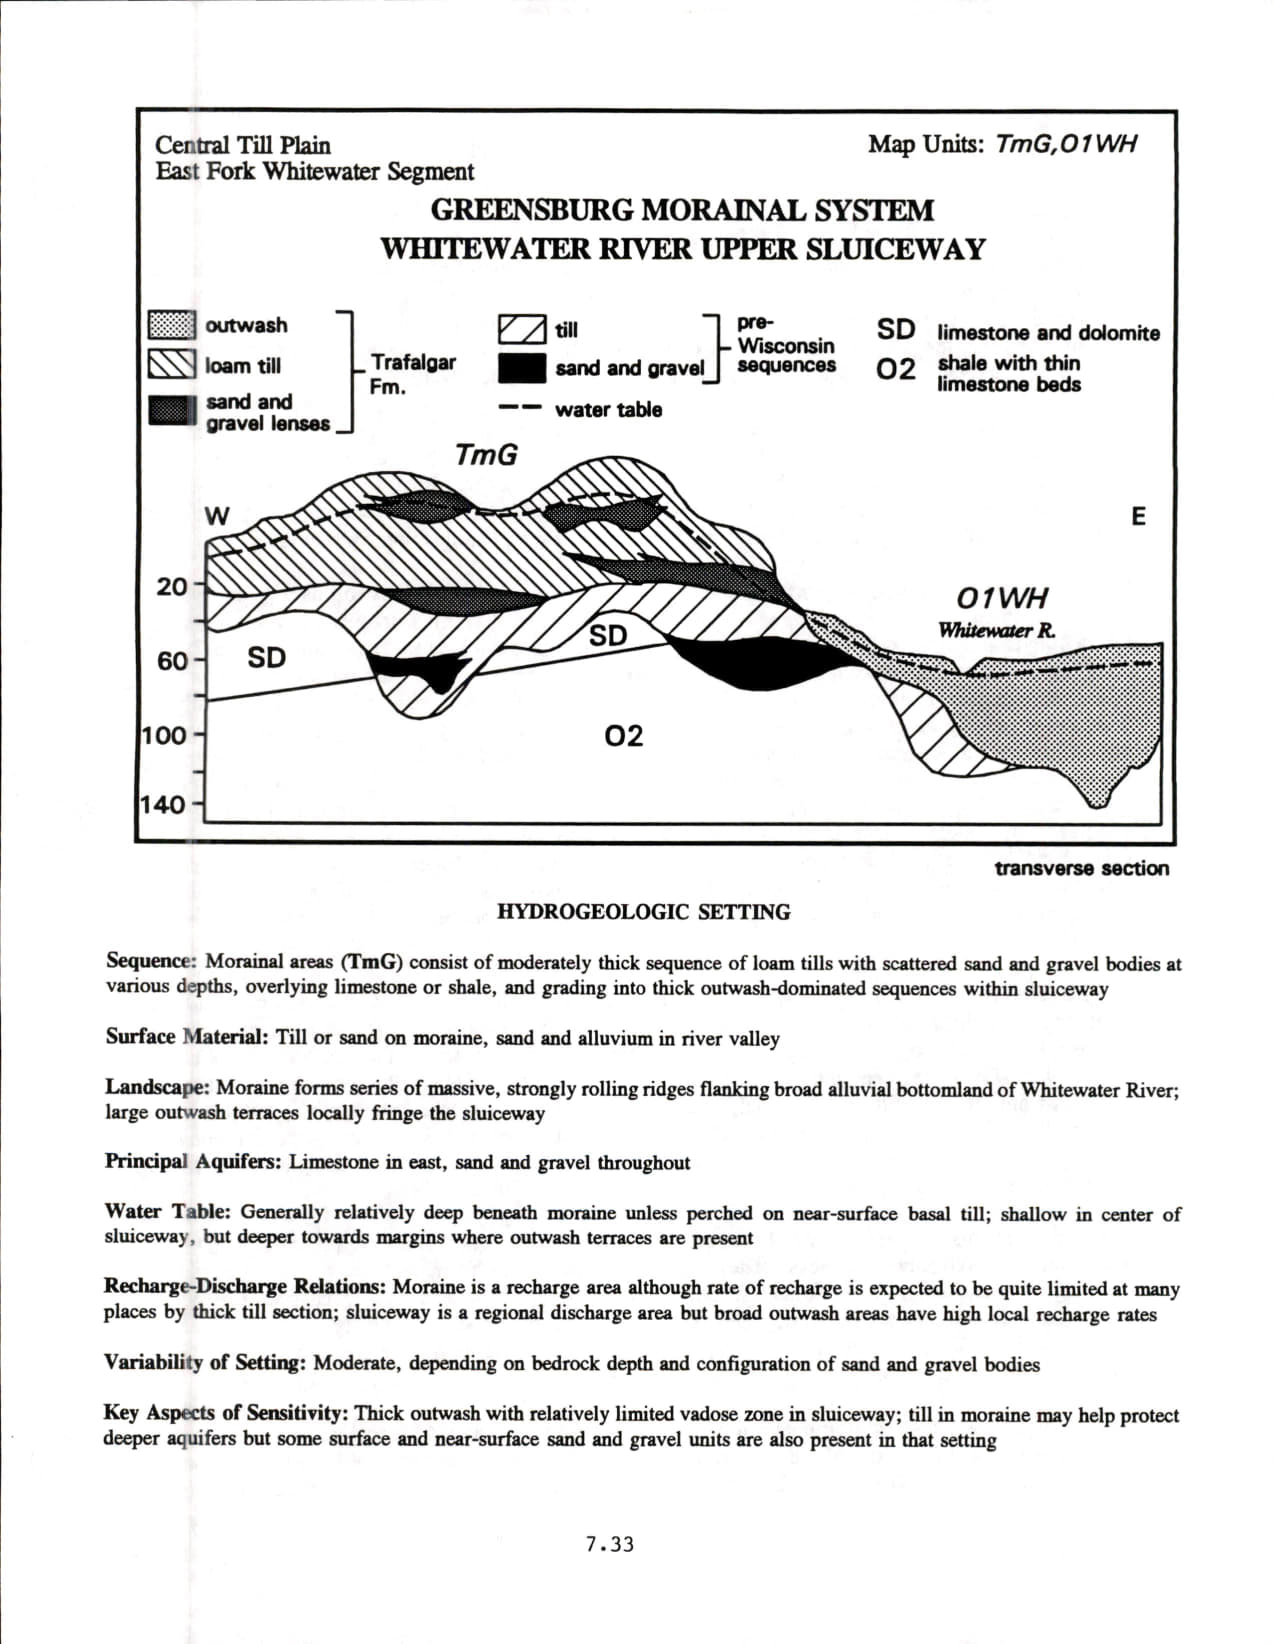 Central Till Plain
East Fork Whitewater Segment
Map Units: TmG,O1WH
GREENSBURG MORAINAL SYSTEM
WHITEWATER RIVER UPPER SLUICEWAY
outwash
loam till
sand and
gravel lenses
Trafalgar
Fm.
till
sand and gravel
water table
pre-
Wisconsin
sequences
SD limestone and dolomite
O2 shale with thin
limestone beds
TmG
W
E
20
60
100
140
SD
SD
O2
O1WH
Whitewater R.
transverse section
HYDROGEOLOGIC SETTING
Sequence: Morainal areas (TmG) consist of moderately thick sequence of loam tills with scattered sand and gravel bodies at
various depths, overlying limestone or shale, and grading into thick outwash-dominated sequences within sluiceway
Surface Material: Till or sand on moraine, sand and alluvium in river valley
Landscape: Moraine forms series of massive, strongly rolling ridges flanking broad alluvial bottomland of Whitewater River;
large outwash terraces locally fringe the sluiceway
Principal Aquifers: Limestone in east, sand and gravel throughout
Water Table: Generally relatively deep beneath moraine unless perched on near-surface basal till; shallow in center of
sluiceway, but deeper towards margins where outwash terraces are present
Recharge-Discharge Relations: Moraine is a recharge area although rate of recharge is expected to be quite limited at many
places by thick till section; sluiceway is a regional discharge area but broad outwash areas have high local recharge rates
Variability of Setting: Moderate, depending on bedrock depth and configuration of sand and gravel bodies
Key Aspects of Sensitivity: Thick outwash with relatively limited vadose zone in sluiceway; till in moraine may help protect
deeper aquifers but some surface and near-surface sand and gravel units are also present in that setting
7.33